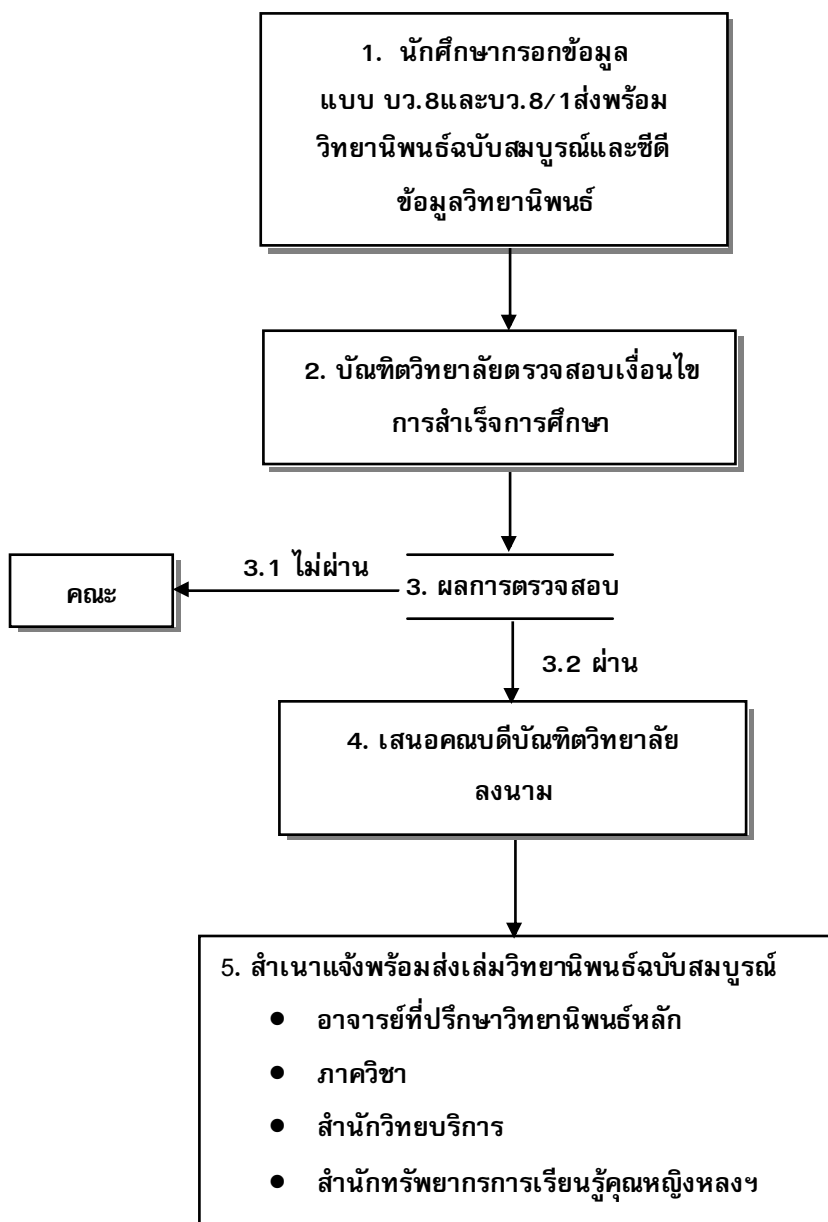 1. นักศึกษากรอกข้อมูล
แบบ บว.8และบว.8/1ส่งพร้อม
วิทยานิพนธ์ฉบับสมบูรณ์และซีดี
ข้อมูลวิทยานิพนธ์
2. บัณฑิตวิทยาลัยตรวจสอบเงื่อนไข
การสำเร็จการศึกษา
3.1 ไม่ผ่าน
คณะ
3. ผลการตรวจสอบ
3.2 ผ่าน
4. เสนอคณบดีบัณฑิตวิทยาลัย
ลงนาม
5. สำเนาแจ้งพร้อมส่งเล่มวิทยานิพนธ์ฉบับสมบูรณ์
● อาจารย์ที่ปรึกษาวิทยานิพนธ์หลัก
● ภาควิชา
● สำนักวิทยบริการ
● สำนักทรัพยากรการเรียนรู้คุณหญิงหลงฯ